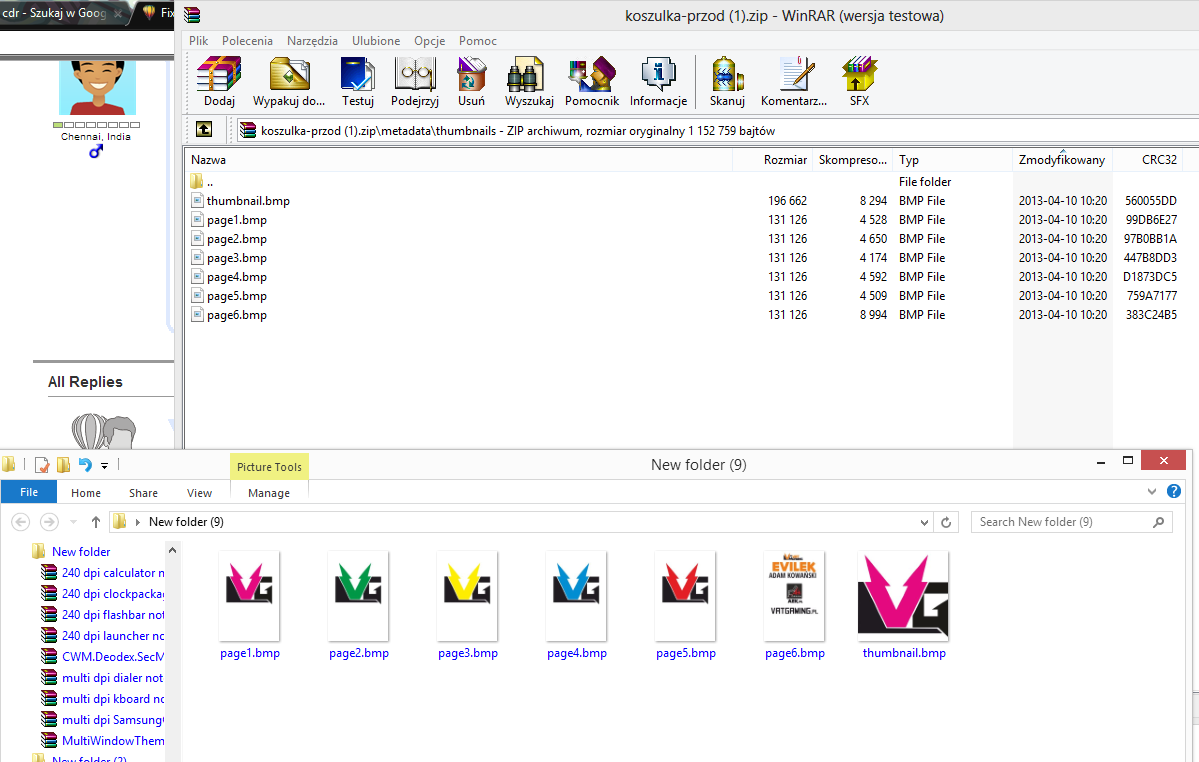 cdr - Szukaj w Goog
Fix
koszulka-przod (1).zip - WinRAR (wersja testowa)
Plik Polecenia Narzędzia Ulubione Opcje Pomoc
Dodaj Wypakuj do... Testuj Podejrzyj Usuń Wyszukaj Pomocnik Informacje Skanuj Komentarz... SFX
koszulka-przod (1).zip\metadata\thumbnails - ZIP archiwum, rozmiar oryginalny 1 152 759 bajtów
Nazwa Rozmiar Skompreso... Typ Zmodyfikowany CRC32
.. File folder
thumbnail.bmp 196 662 8 294 BMP File 2013-04-10 10:20 560055DD
page1.bmp 131 126 4 528 BMP File 2013-04-10 10:20 99DB6E27
page2.bmp 131 126 4 650 BMP File 2013-04-10 10:20 97B0BB1A
page3.bmp 131 126 4 174 BMP File 2013-04-10 10:20 447B8DD3
page4.bmp 131 126 4 592 BMP File 2013-04-10 10:20 D1873DC5
page5.bmp 131 126 4 509 BMP File 2013-04-10 10:20 759A7177
page6.bmp 131 126 8 994 BMP File 2013-04-10 10:20 383C24B5
Chennai, India
All Replies
Picture Tools
New folder (9)
File Home Share View Manage
New folder (9)
Search New folder (9)
New folder
240 dpi calculator n
240 dpi clockpacka
240 dpi flashbar not
240 dpi launcher no
CWM.Deodex.SecM
multi dpi dialer not
multi dpi kboard no
multi dpi Samsung
MultiWindowThem
New folder (2)
VG
VG
VG
VG
VG
EVILEK
ADAM KOWAŃSKI
VATGAMING.PL
VG
page1.bmp page2.bmp page3.bmp page4.bmp page5.bmp page6.bmp thumbnail.bmp